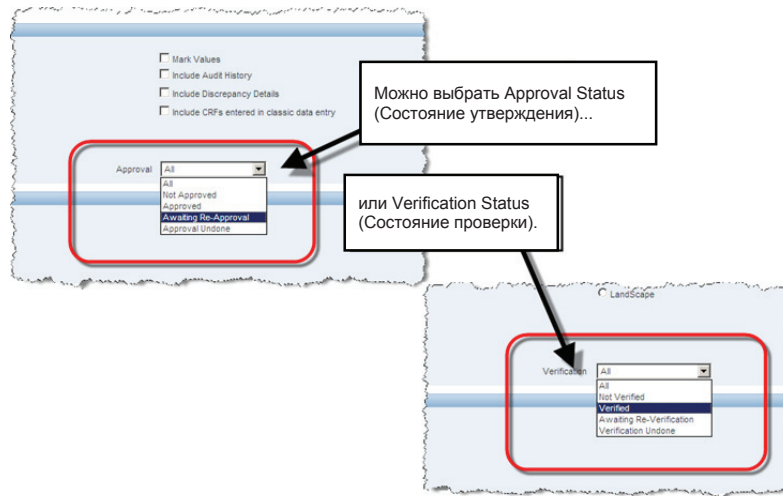 Mark Values
Include Audit History
Include Discrepancy Details
Include CRFs entered in classic data entry
Можно выбрать Approval Status
(Состояние утверждения)...
Approval All
All
Not Approved
Approved
Awaiting Re-Approval
Approval Undone
или Verification Status
(Состояние проверки).
LandScape
Verification All
All
Not Verified
Verified
Awaiting Re-Verification
Verification Undone